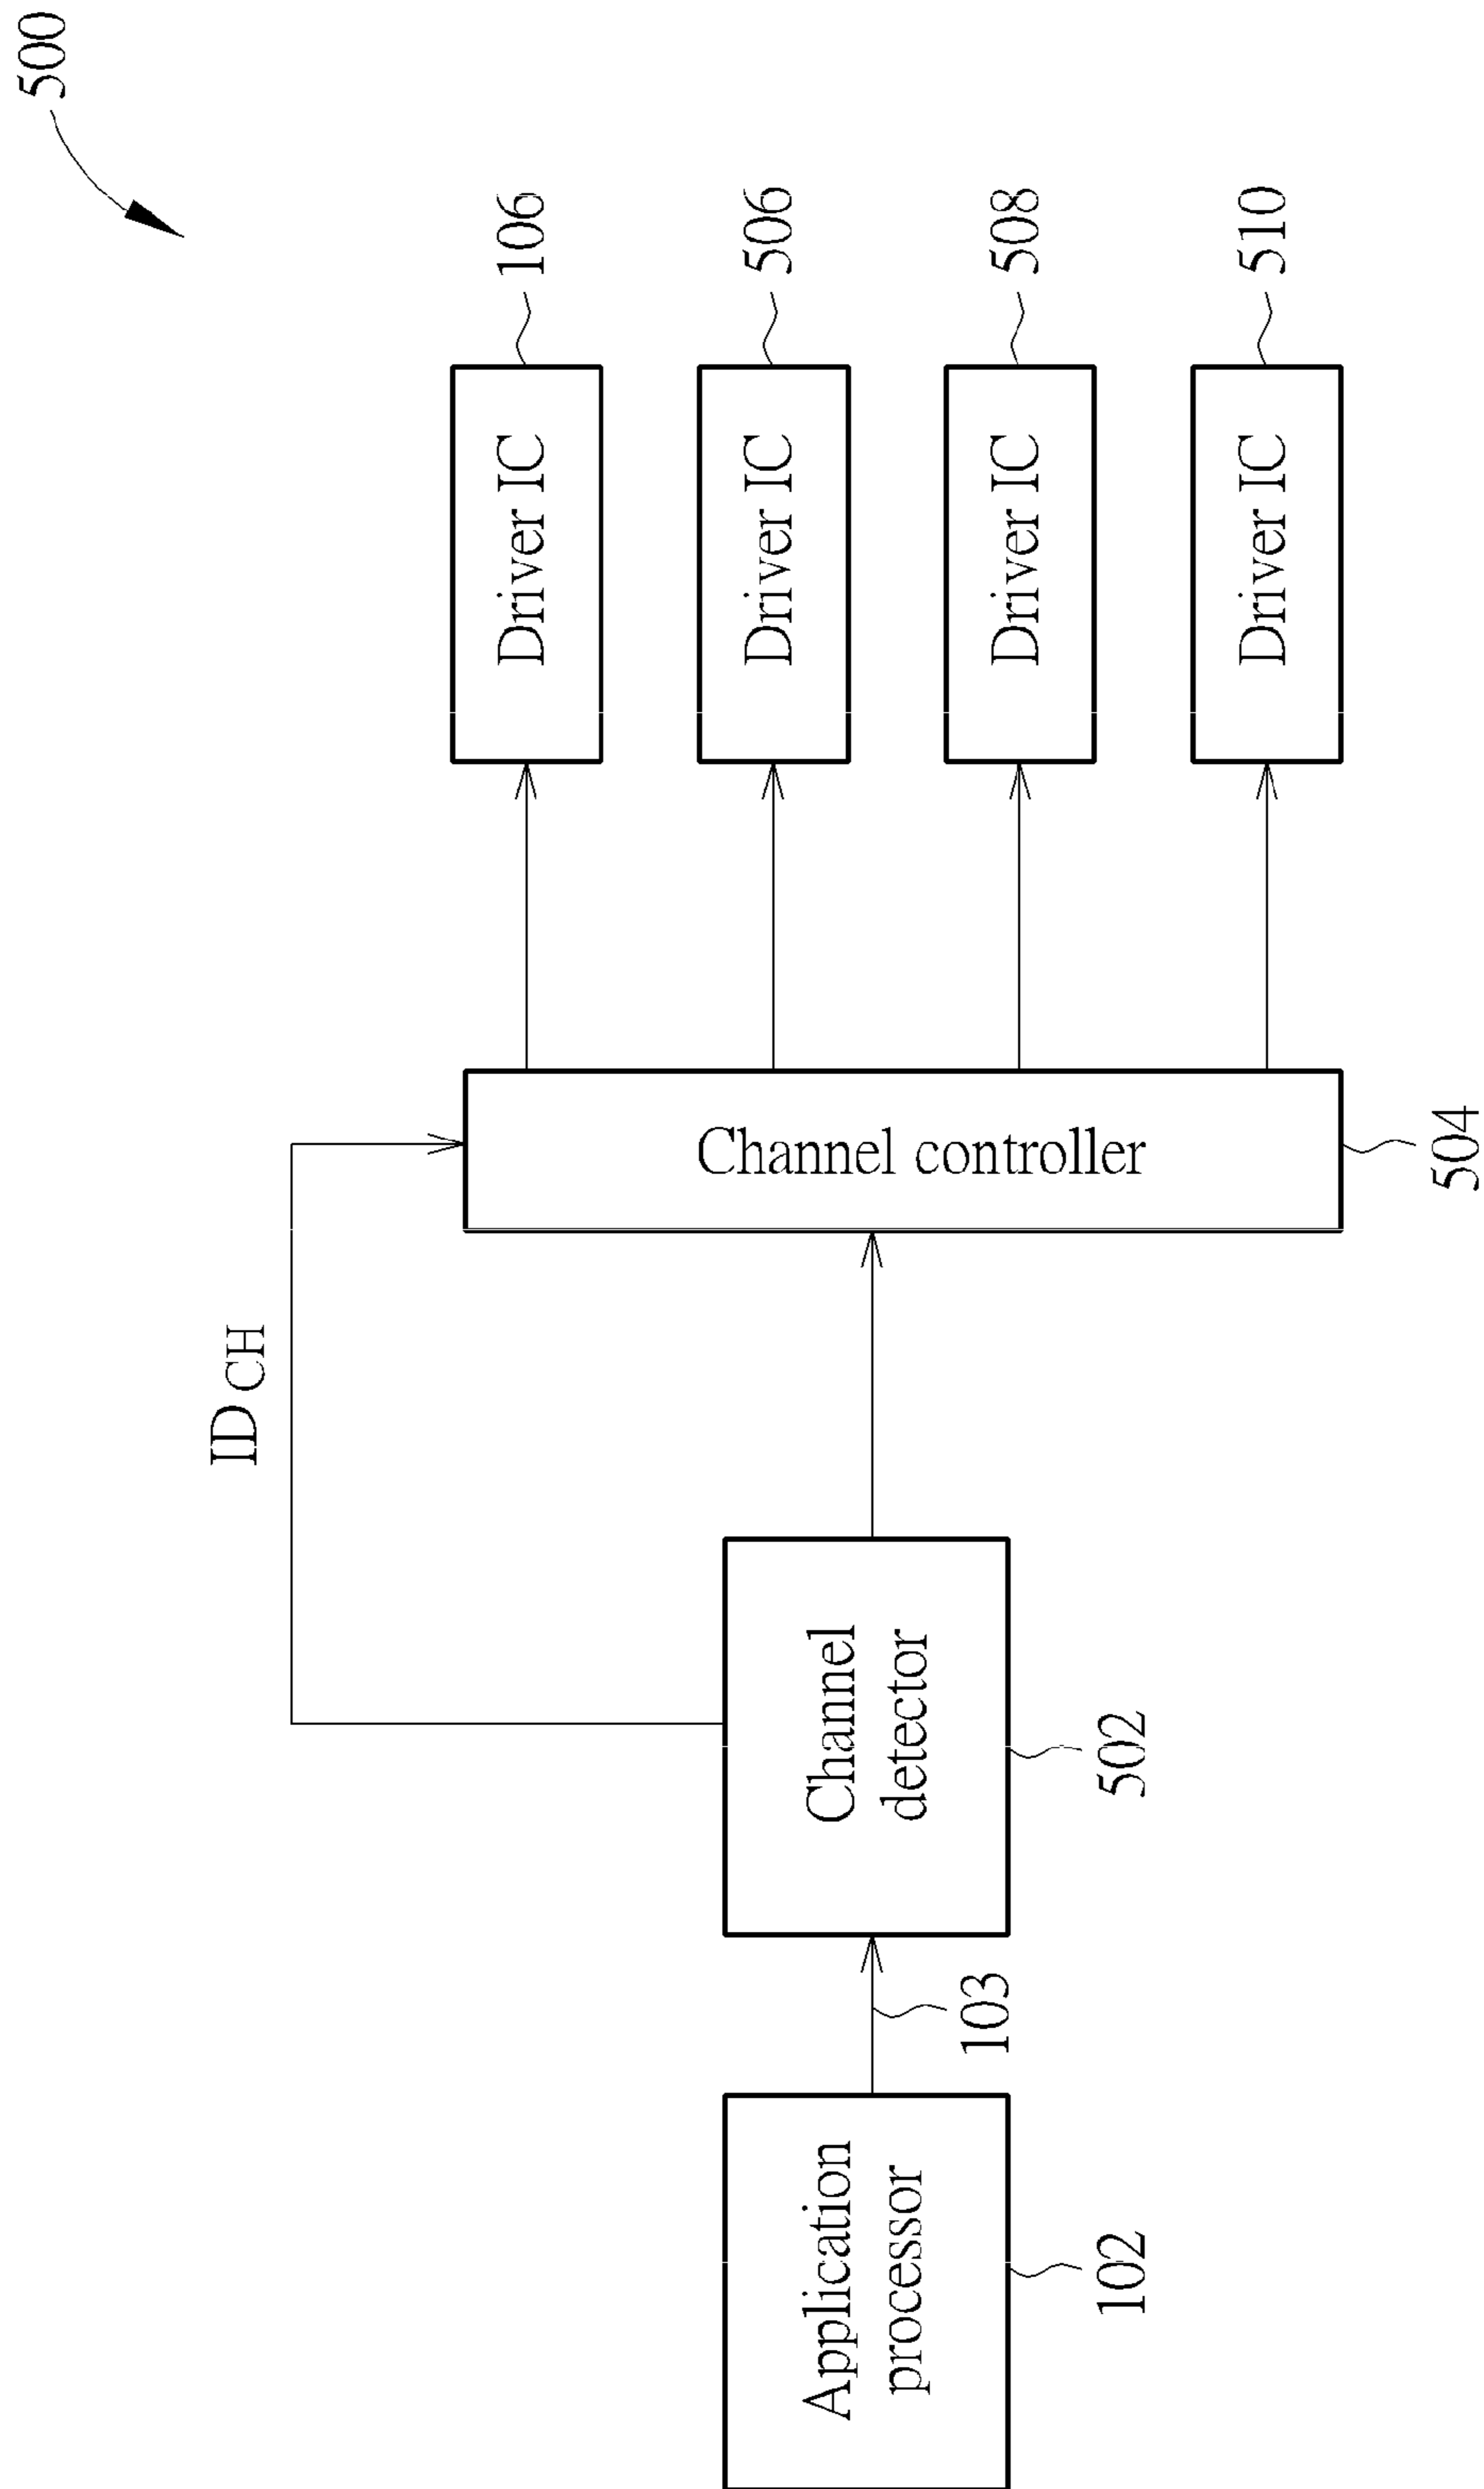 500
Application
processor
102
103
Channel
detector
502
ID CH
Channel controller
504
Driver IC
106
Driver IC
506
Driver IC
508
Driver IC
510